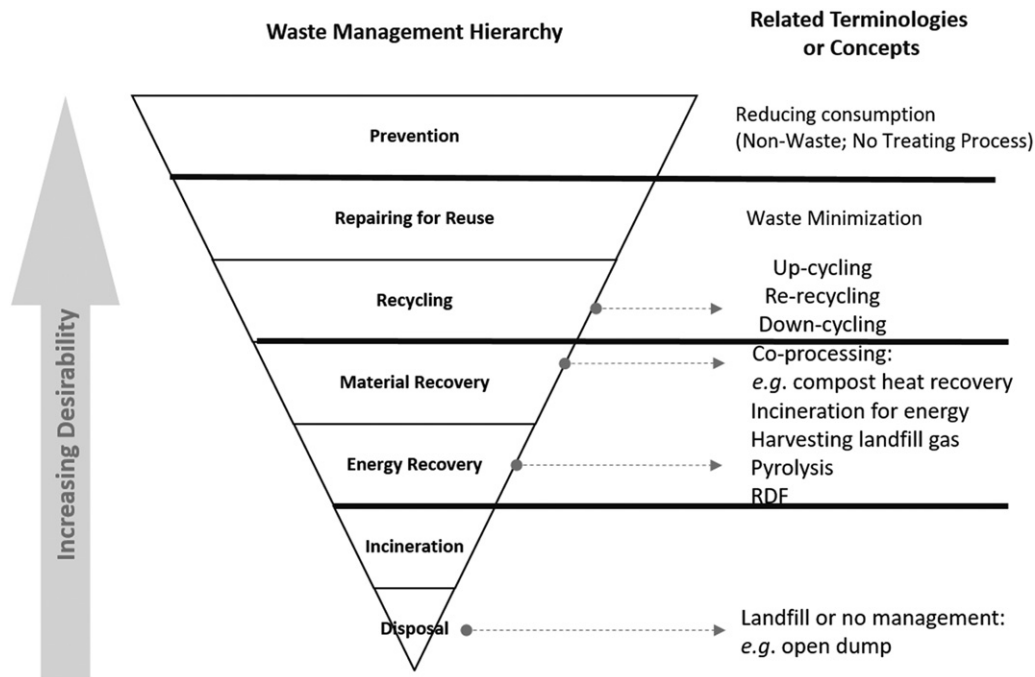 Waste Management Hierarchy
Related Terminologies
or Concepts
Increasing Desirability
Prevention
Reducing consumption
(Non-Waste; No Treating Process)
Repairing for Reuse
Waste Minimization
Recycling
Up-cycling
Re-recycling
Down-cycling
Material Recovery
Co-processing:
e.g. compost heat recovery
Energy Recovery
Incineration for energy
Harvesting landfill gas
Pyrolysis
RDF
Incineration
Disposal
Landfill or no management:
e.g. open dump